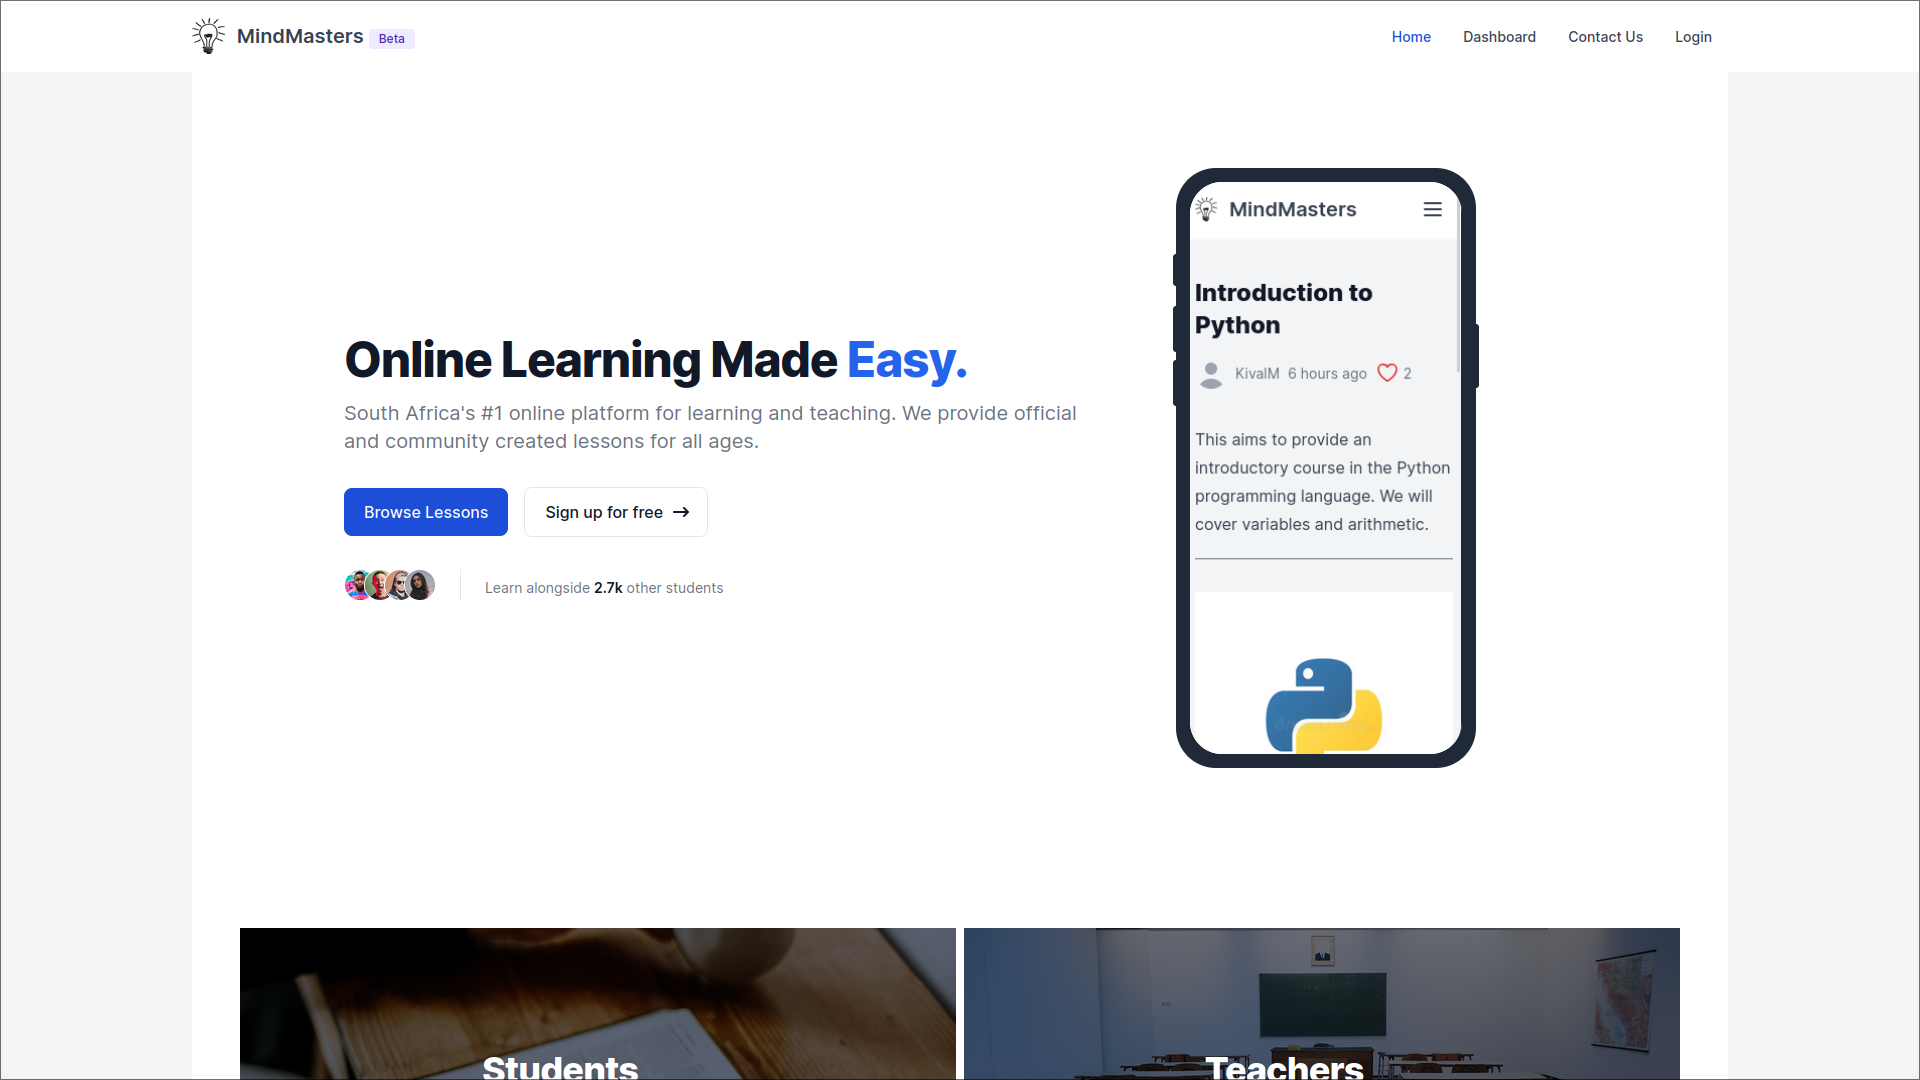 MindMasters Beta
Home Dashboard Contact Us Login
Online Learning Made Easy.
South Africa's #1 online platform for learning and teaching. We provide official
and community created lessons for all ages.
Browse Lessons
Sign up for free →
Learn alongside 2.7k other students
MindMasters
Introduction to
Python
KivalM 6 hours ago 2
This aims to provide an
introductory course in the Python
programming language. We will
cover variables and arithmetic.
Students
Teachers